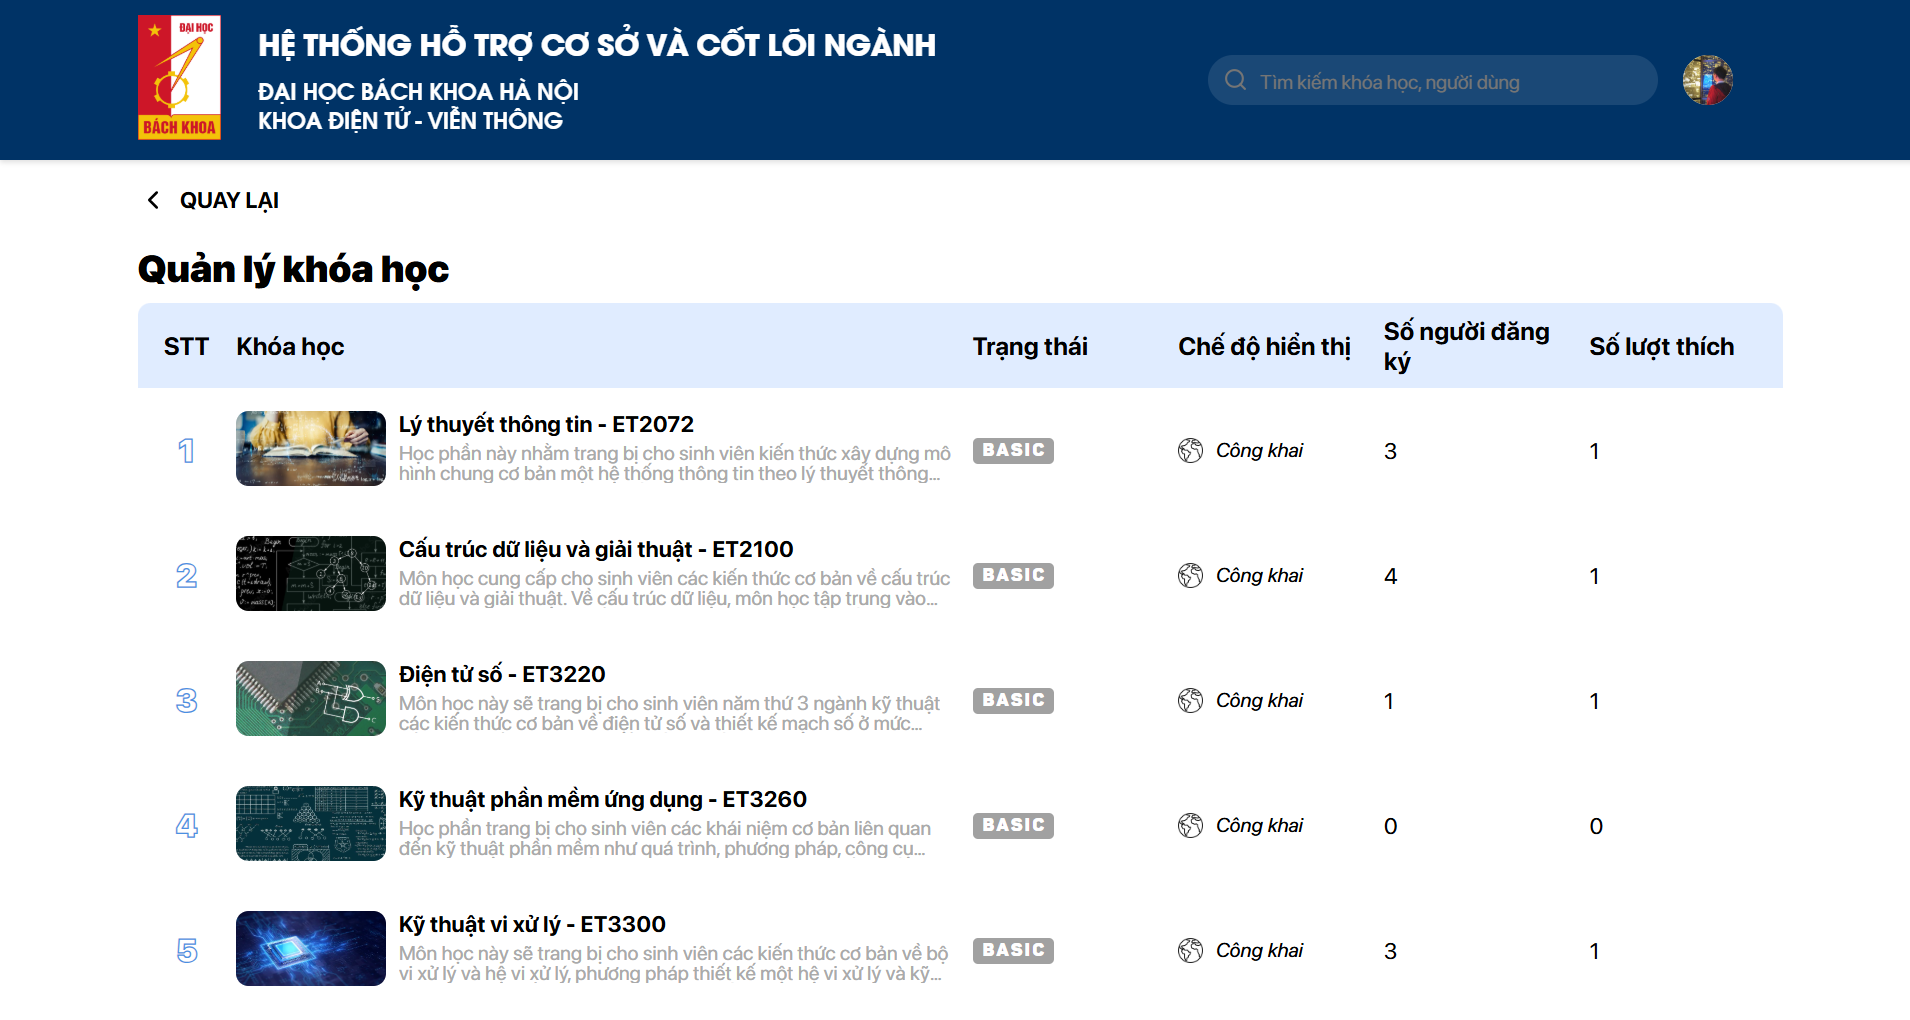 ĐẠI HỌC
BÁCH KHOA
HỆ THỐNG HỖ TRỢ CƠ SỞ VÀ CỐT LÕI NGÀNH
ĐẠI HỌC BÁCH KHOA HÀ NỘI
KHOA ĐIỆN TỬ - VIỄN THÔNG
Tìm kiếm khóa học, người dùng
QUAY LẠI
Quản lý khóa học
STT Khóa học Trạng thái Chế độ hiển thị Số người đăng ký Số lượt thích
1
Lý thuyết thông tin - ET2072
Học phần này nhằm trang bị cho sinh viên kiến thức xây dựng mô
hình chung cơ bản một hệ thống thông tin theo lý thuyết thông...
BASIC Công khai 3 1
2
Cấu trúc dữ liệu và giải thuật - ET2100
Môn học cung cấp cho sinh viên các kiến thức cơ bản về cấu trúc
dữ liệu và giải thuật. Về cấu trúc dữ liệu, môn học tập trung vào...
BASIC Công khai 4 1
3
Điện tử số - ET3220
Môn học này sẽ trang bị cho sinh viên năm thứ 3 ngành kỹ thuật
các kiến thức cơ bản về điện tử số và thiết kế mạch số ở mức...
BASIC Công khai 1 1
4
Kỹ thuật phần mềm ứng dụng - ET3260
Học phần trang bị cho sinh viên các khái niệm cơ bản liên quan
đến kỹ thuật phần mềm như quá trình, phương pháp, công cụ...
BASIC Công khai 0 0
5
Kỹ thuật vi xử lý - ET3300
Môn học này sẽ trang bị cho sinh viên các kiến thức cơ bản về bộ
vi xử lý và hệ vi xử lý, phương pháp thiết kế một hệ vi xử lý và kỹ...
BASIC Công khai 3 1